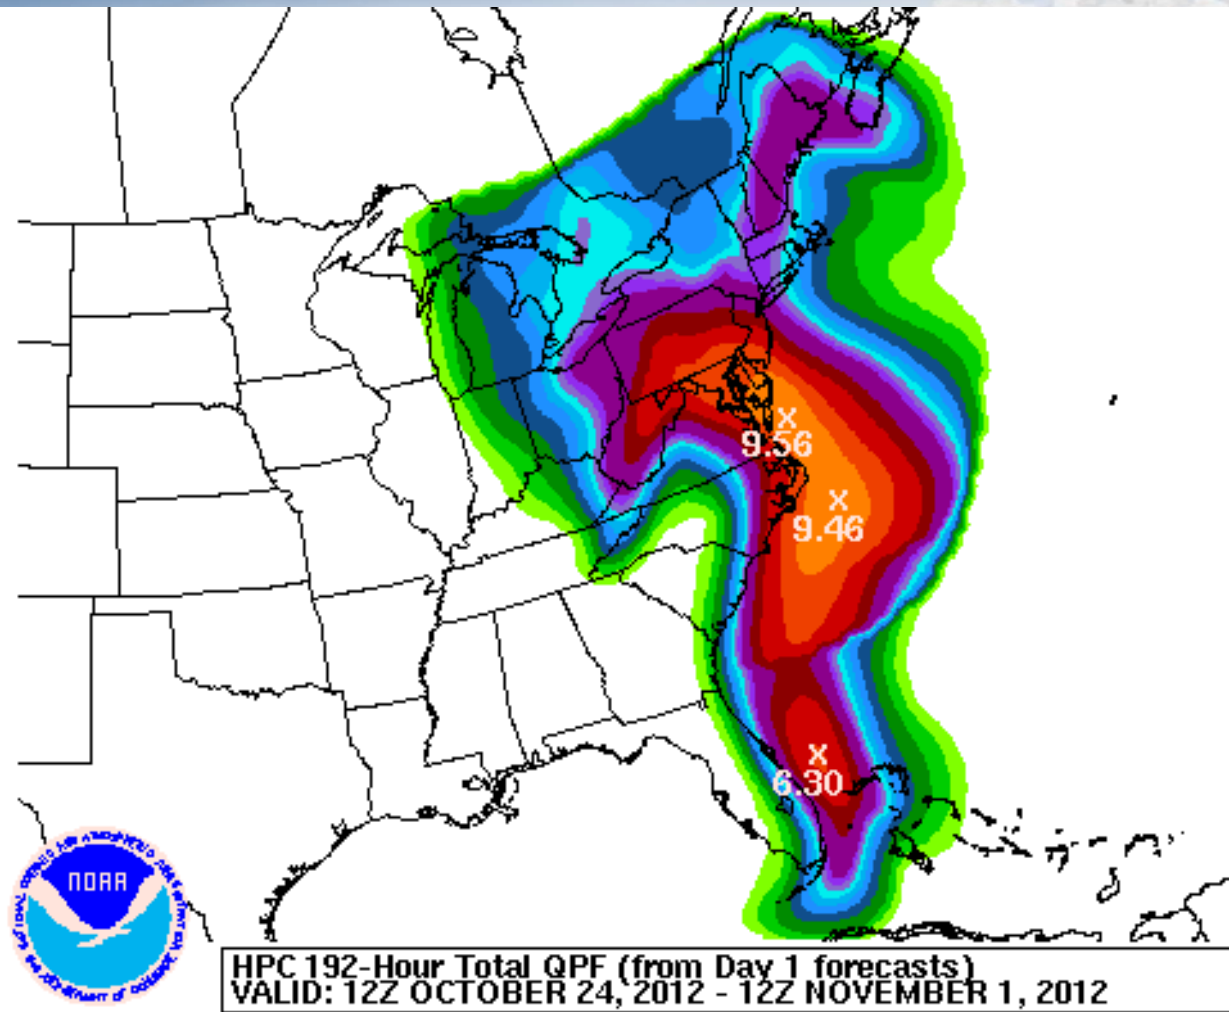 X
9.56
X
9.46
X
6.30
NOAA
HPC 192-Hour Total QPF (from Day 1 forecasts)
VALID: 12Z OCTOBER 24, 2012 - 12Z NOVEMBER 1, 2012